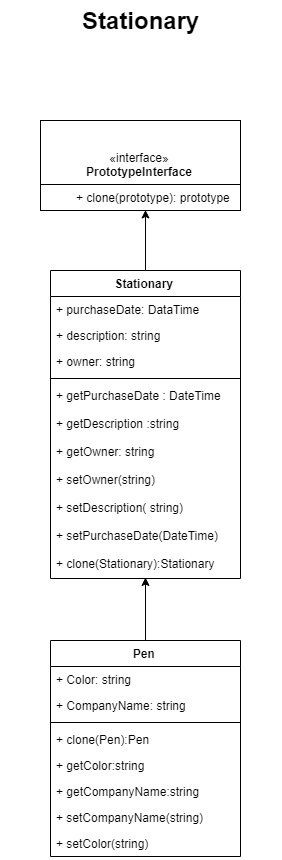 Stationary
«interface»
PrototypeInterface
+ clone(prototype): prototype
Stationary
+ purchaseDate: DataTime
+ description: string
+ owner: string
+ getPurchaseDate : DateTime
+ getDescription :string
+ getOwner: string
+ setOwner(string)
+ setDescription( string)
+ setPurchaseDate(DateTime)
+ clone(Stationary):Stationary
Pen
+ Color: string
+ CompanyName: string
+ clone(Pen):Pen
+ getColor:string
+ getCompanyName:string
+ setCompanyName(string)
+ setColor(string)